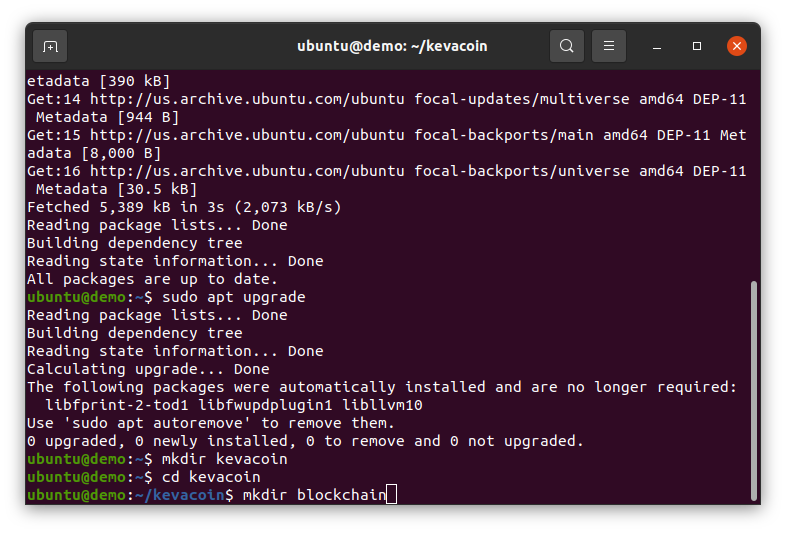 ubuntu@demo: ~/kevacoin
etadata [390 kB]
Get:14 http://us.archive.ubuntu.com/ubuntu focal-updates/multiverse amd64 DEP-11
 Metadata [944 B]
Get:15 http://us.archive.ubuntu.com/ubuntu focal-backports/main amd64 DEP-11 Met
adata [8,000 B]
Get:16 http://us.archive.ubuntu.com/ubuntu focal-backports/universe amd64 DEP-11
 Metadata [30.5 kB]
Fetched 5,389 kB in 3s (2,073 kB/s)
Reading package lists... Done
Building dependency tree
Reading state information... Done
All packages are up to date.
ubuntu@demo:~$ sudo apt upgrade
Reading package lists... Done
Building dependency tree
Reading state information... Done
Calculating upgrade... Done
The following packages were automatically installed and are no longer required:
  libfprint-2-tod1 libfwupdplugin1 libllvm10
Use 'sudo apt autoremove' to remove them.
0 upgraded, 0 newly installed, 0 to remove and 0 not upgraded.
ubuntu@demo:~$ mkdir kevacoin
ubuntu@demo:~$ cd kevacoin
ubuntu@demo:~/kevacoin$ mkdir blockchain